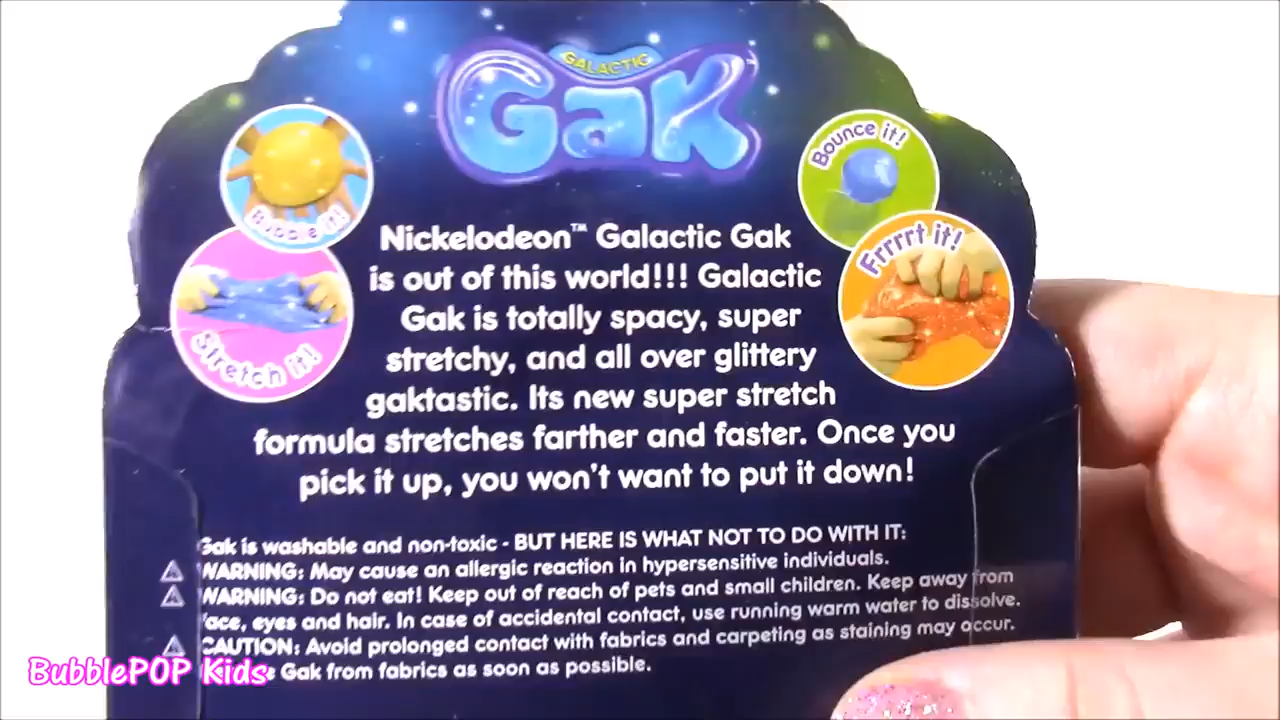 GALACTIC
Gak
Bubble it!
Stretch it!
Bounce it!
Frrrrt it!
Nickelodeon™ Galactic Gak
is out of this world!!! Galactic
Gak is totally spacy, super
stretchy, and all over glittery
gaktastic. Its new super stretch
formula stretches farther and faster. Once you
pick it up, you won't want to put it down!
Gak is washable and non-toxic - BUT HERE IS WHAT NOT TO DO WITH IT:
WARNING: May cause an allergic reaction in hypersensitive individuals.
WARNING: Do not eat! Keep out of reach of pets and small children. Keep away from
face, eyes and hair. In case of accidental contact, use running warm water to dissolve.
CAUTION: Avoid prolonged contact with fabrics and carpeting as staining may occur.
Gak from fabrics as soon as possible.
BubblePOP Kids